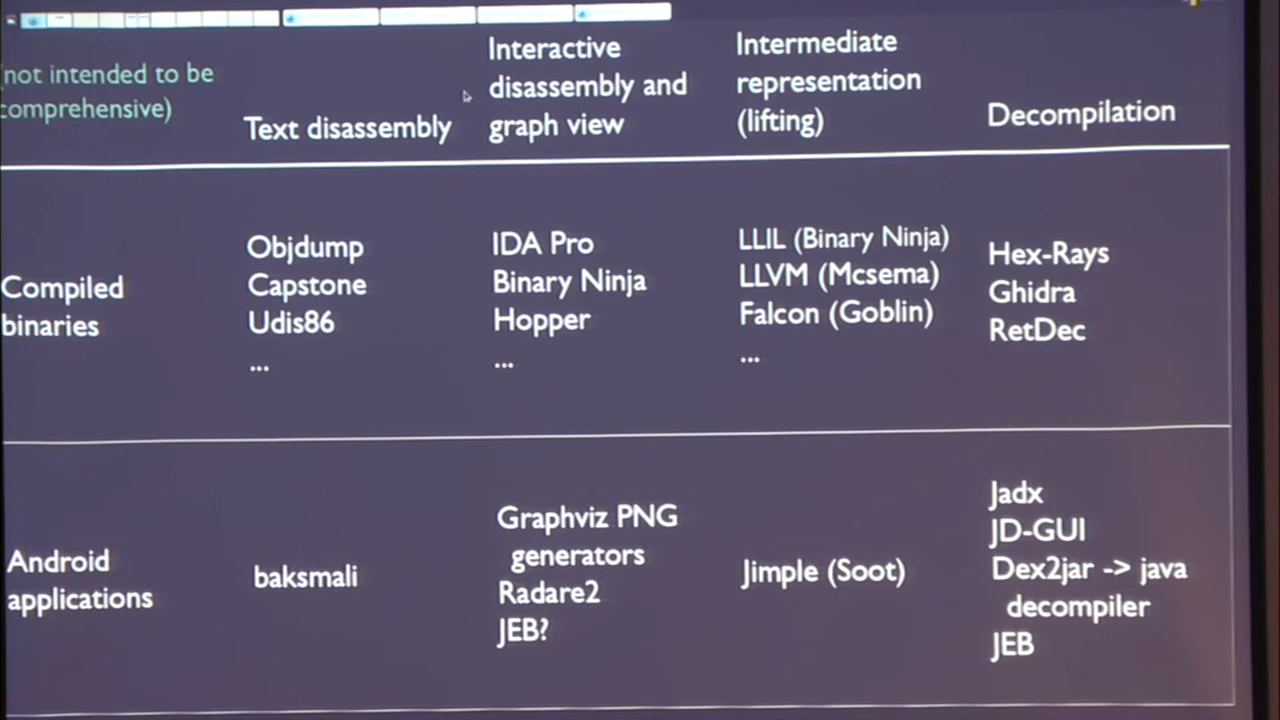 (not intended to be
comprehensive)
Text disassembly
Interactive
disassembly and
graph view
Intermediate
representation
(lifting)
Decompilation
Compiled
binaries
Objdump
Capstone
Udis86
...
IDA Pro
Binary Ninja
Hopper
...
LLIL (Binary Ninja)
LLVM (Mcsema)
Falcon (Goblin)
...
Hex-Rays
Ghidra
RetDec
Android
applications
baksmali
Graphviz PNG
generators
Radare2
JEB?
Jimple (Soot)
Jadx
JD-GUI
Dex2jar -> java
decompiler
JEB